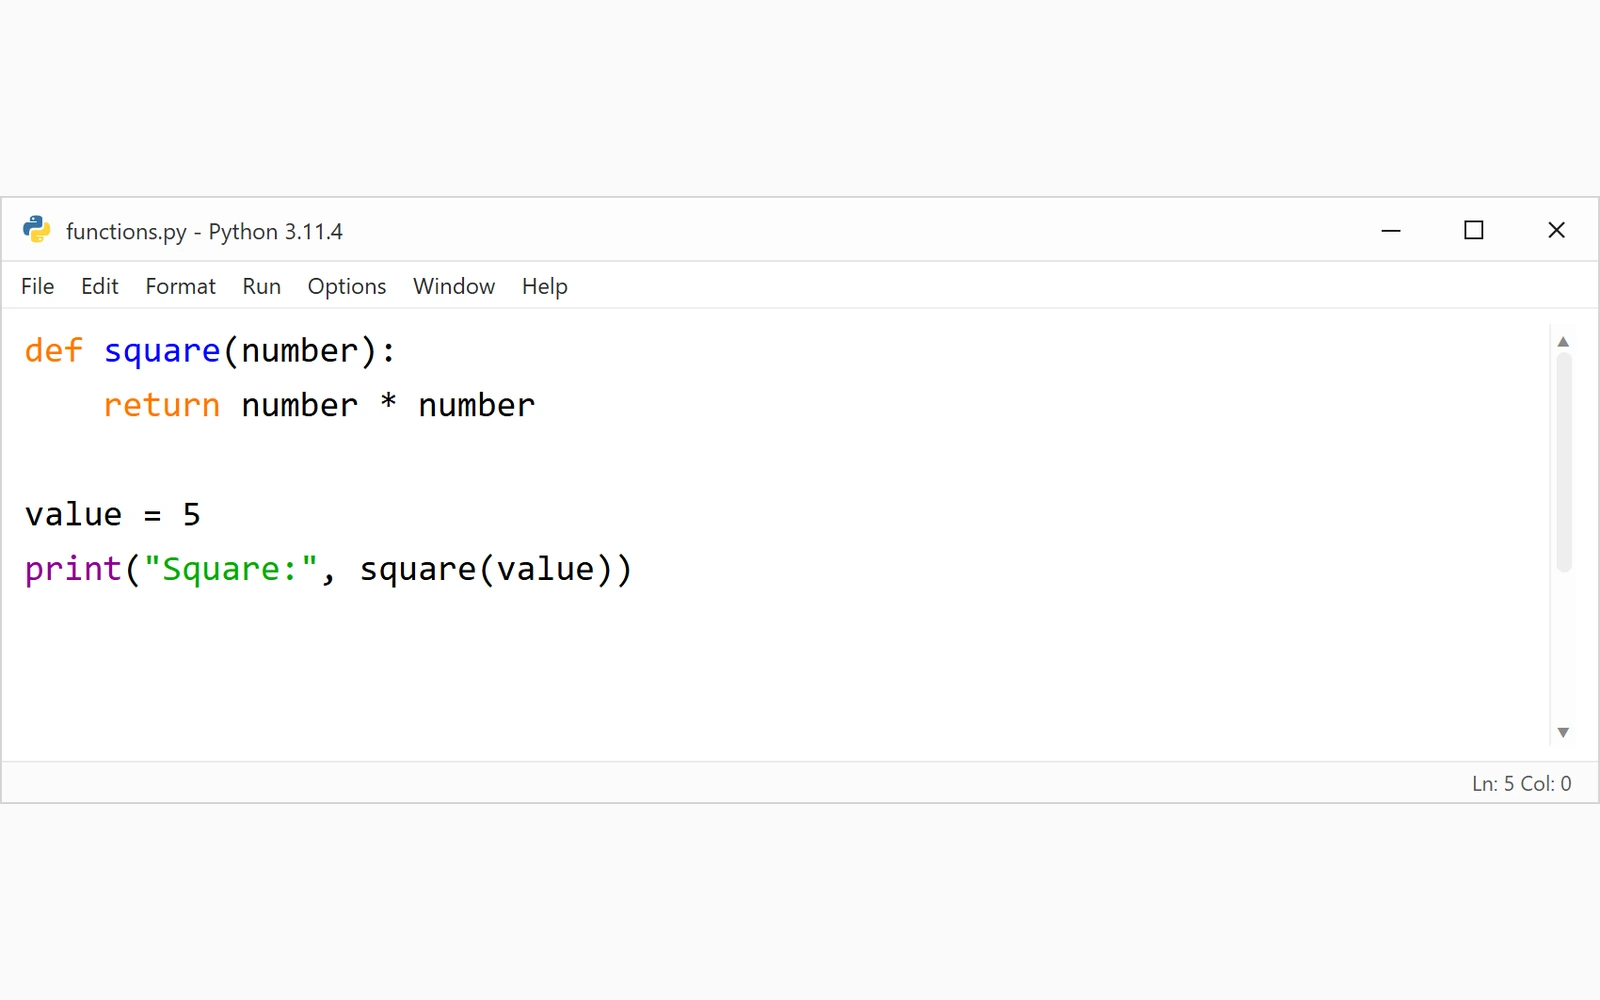 functions.py - Python 3.11.4
File Edit Format Run Options Window Help
def square(number):
    return number * number
value = 5
print("Square:", square(value))
Ln: 5 Col: 0